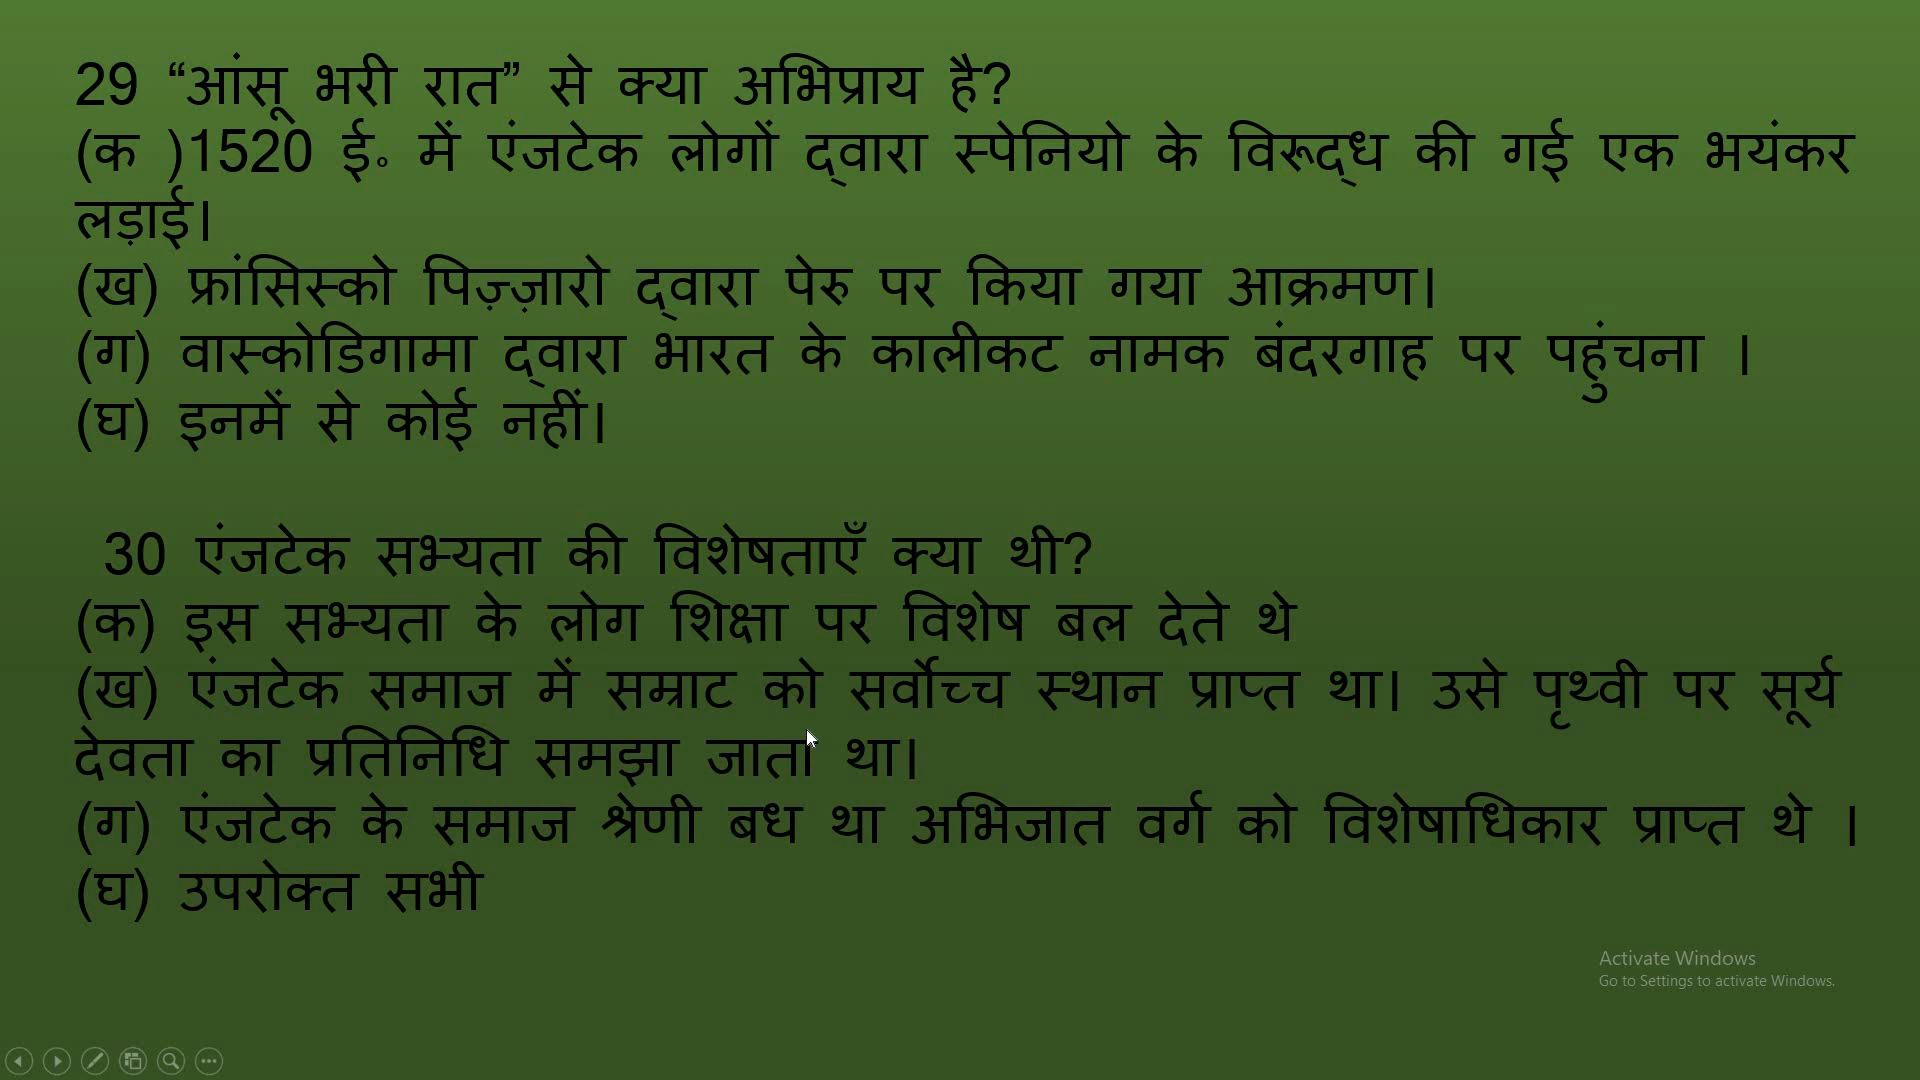 29 “आंसू भरी रात” से क्या अभिप्राय है?
(क )1520 ई॰ में एंजटेक लोगों द्वारा स्पेनियो के विरूद्ध की गई एक भयंकर
लड़ाई।
(ख) फ्रांसिस्को पिज़्ज़ारो द्वारा पेरु पर किया गया आक्रमण।
(ग) वास्कोडिगामा द्वारा भारत के कालीकट नामक बंदरगाह पर पहुंचना ।
(घ) इनमें से कोई नहीं।
30 एंजटेक सभ्यता की विशेषताएँ क्या थी?
(क) इस सभ्यता के लोग शिक्षा पर विशेष बल देते थे
(ख) एंजटेक समाज में सम्राट को सर्वोच्च स्थान प्राप्त था। उसे पृथ्वी पर सूर्य
देवता का प्रतिनिधि समझा जाता था।
(ग) एंजटेक के समाज श्रेणी बध था अभिजात वर्ग को विशेषाधिकार प्राप्त थे ।
(घ) उपरोक्त सभी
Activate Windows
Go to Settings to activate Windows.